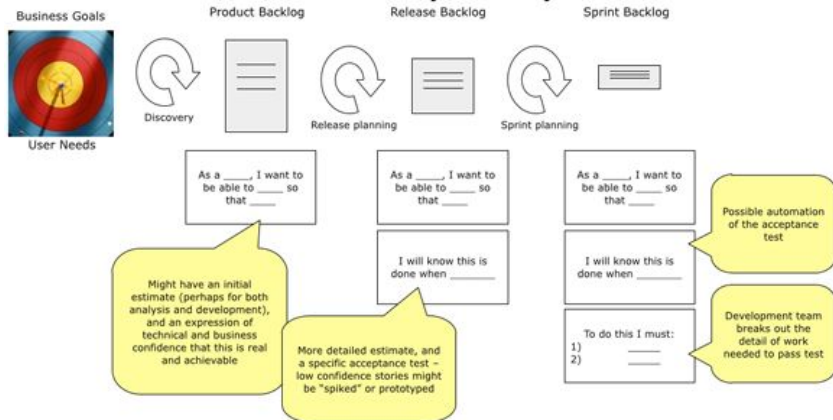 Business Goals
Product Backlog
Release Backlog
Sprint Backlog
Discovery
Release planning
Sprint planning
User Needs
As a ____, I want to
be able to ____ so
that ____
As a ____, I want to
be able to ____ so
that ____
As a ____, I want to
be able to ____ so
that ____
Possible automation
of the acceptance
test
I will know this is
done when _______
I will know this is
done when _______
Might have an initial
estimate (perhaps for both
analysis and development),
and an expression of
technical and business
confidence that this is real
and achievable
More detailed estimate, and
a specific acceptance test –
low confidence stories might
be "spiked" or prototyped
To do this I must:
1) _____
2) _____
Development team
breaks out the
detail of work
needed to pass test